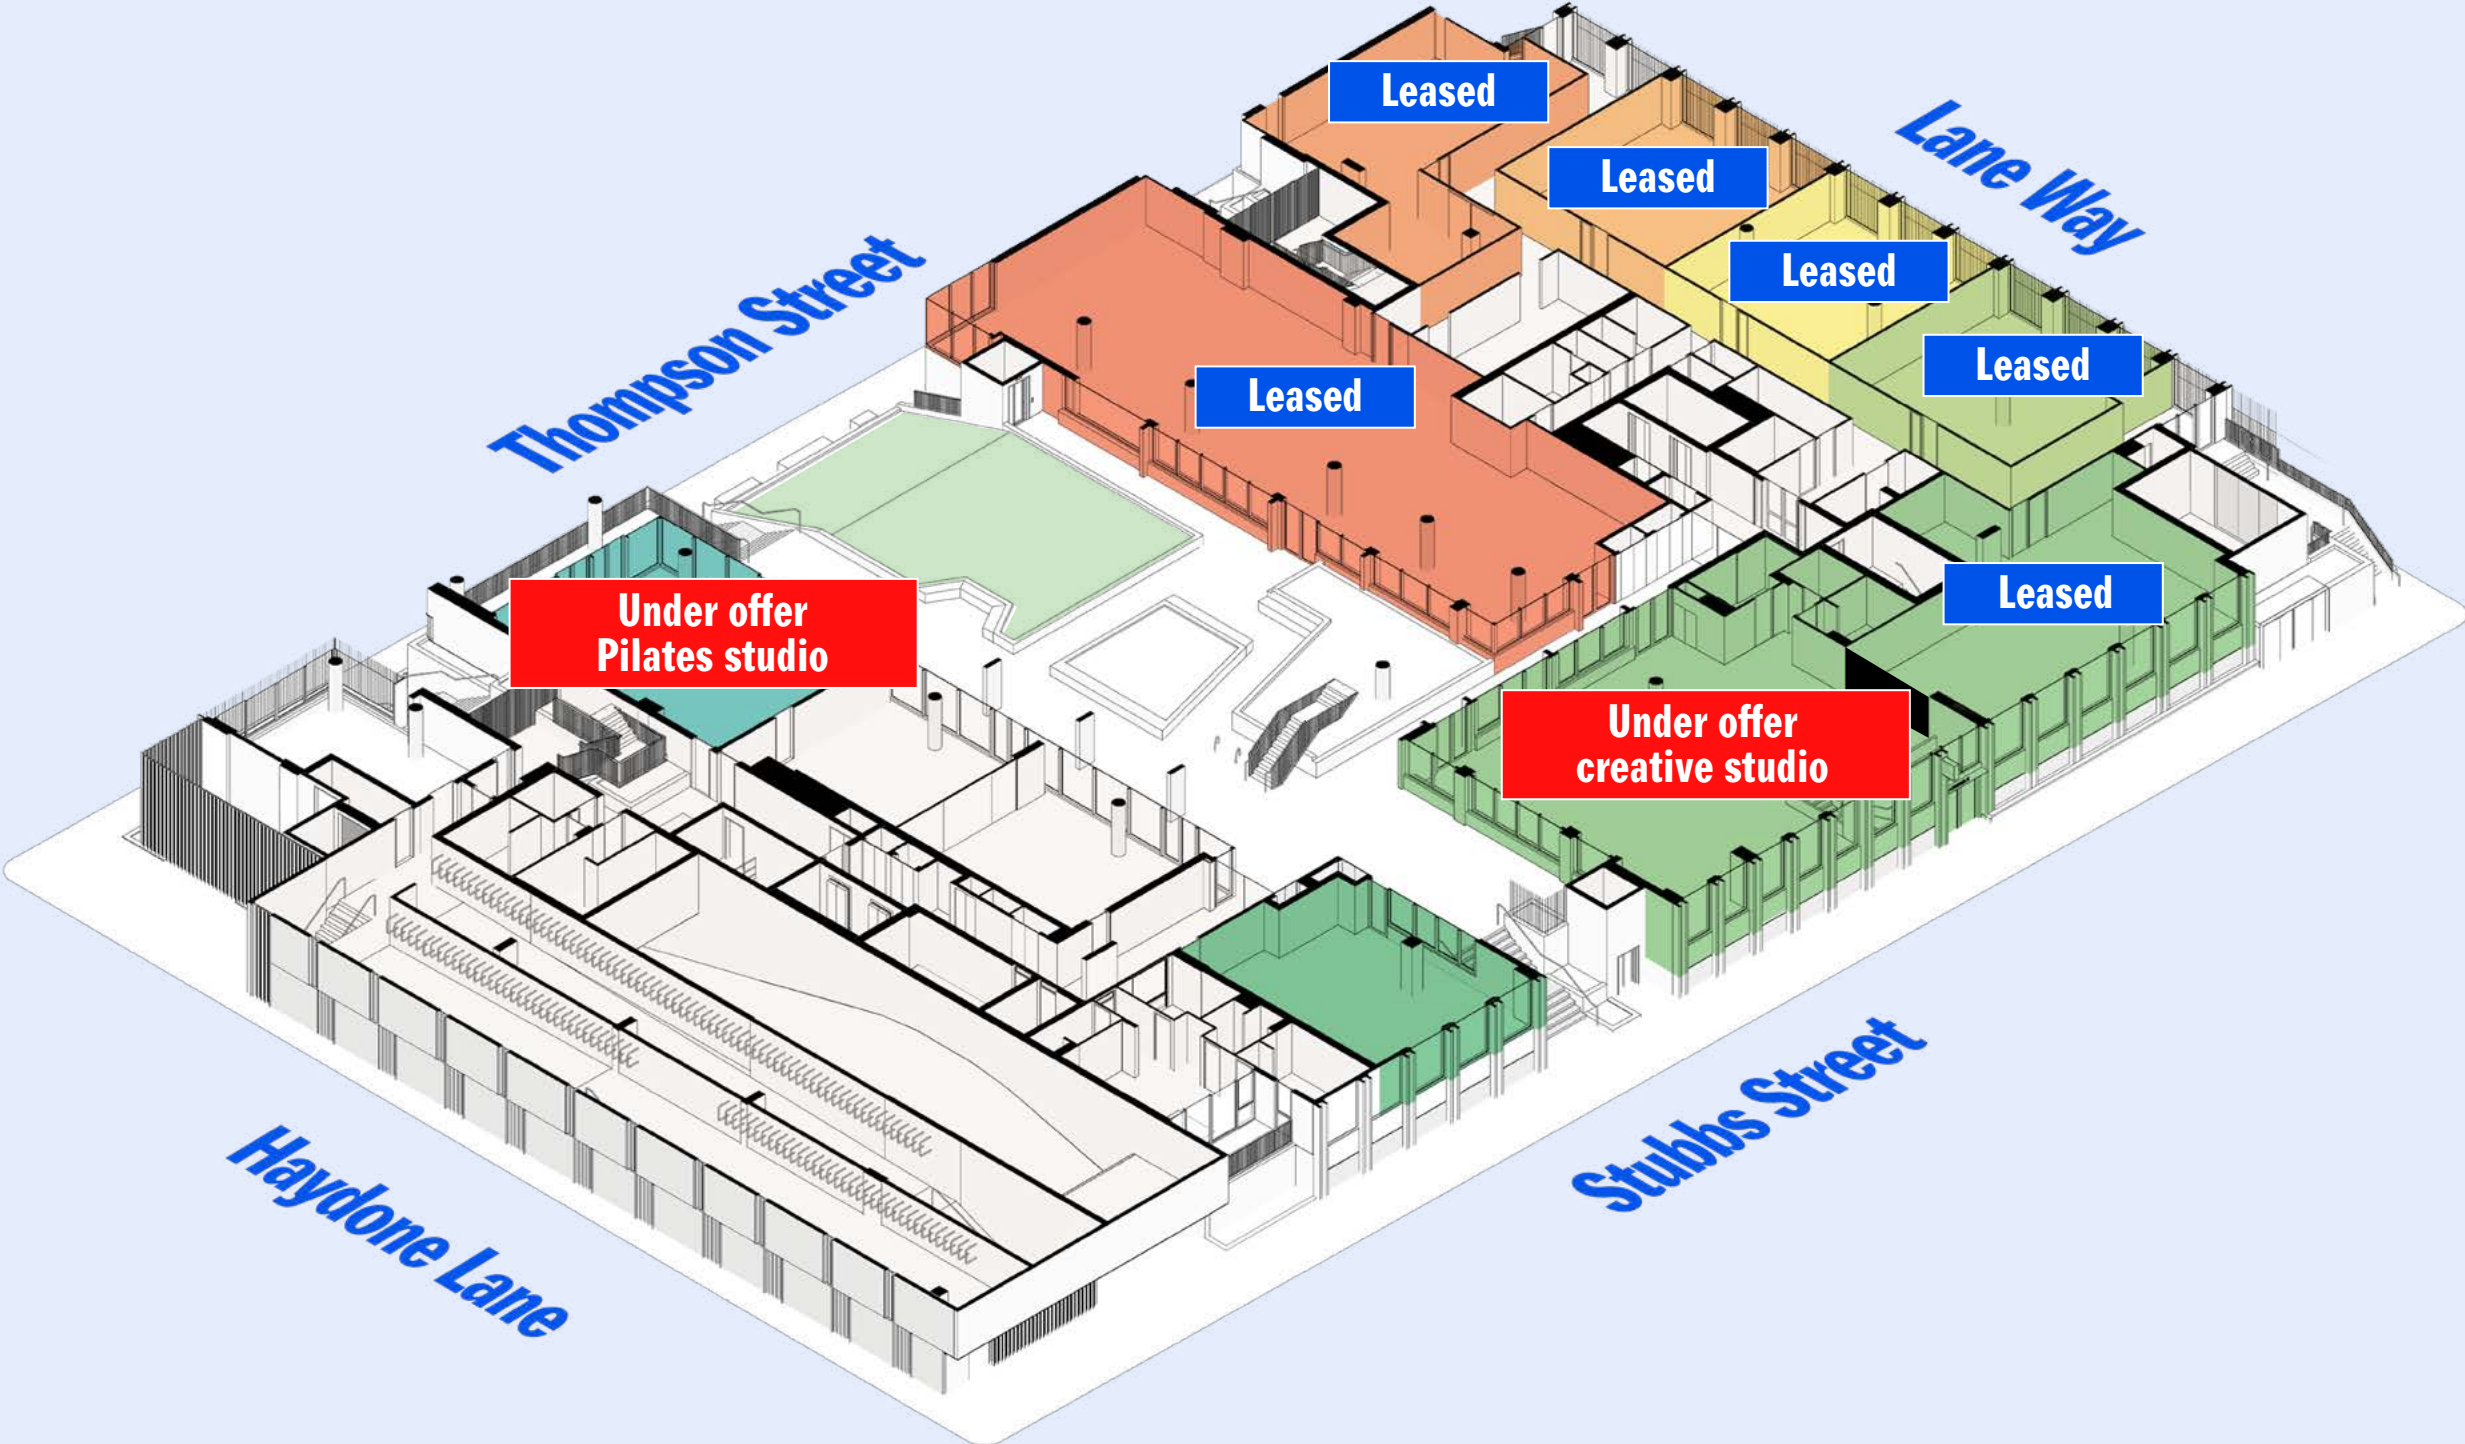 Leased
Leased
Lane Way
Leased
Thompson Street
Leased
Leased
Leased
Under offer
Pilates studio
Under offer
creative studio
Stubbs Street
Haydone Lane